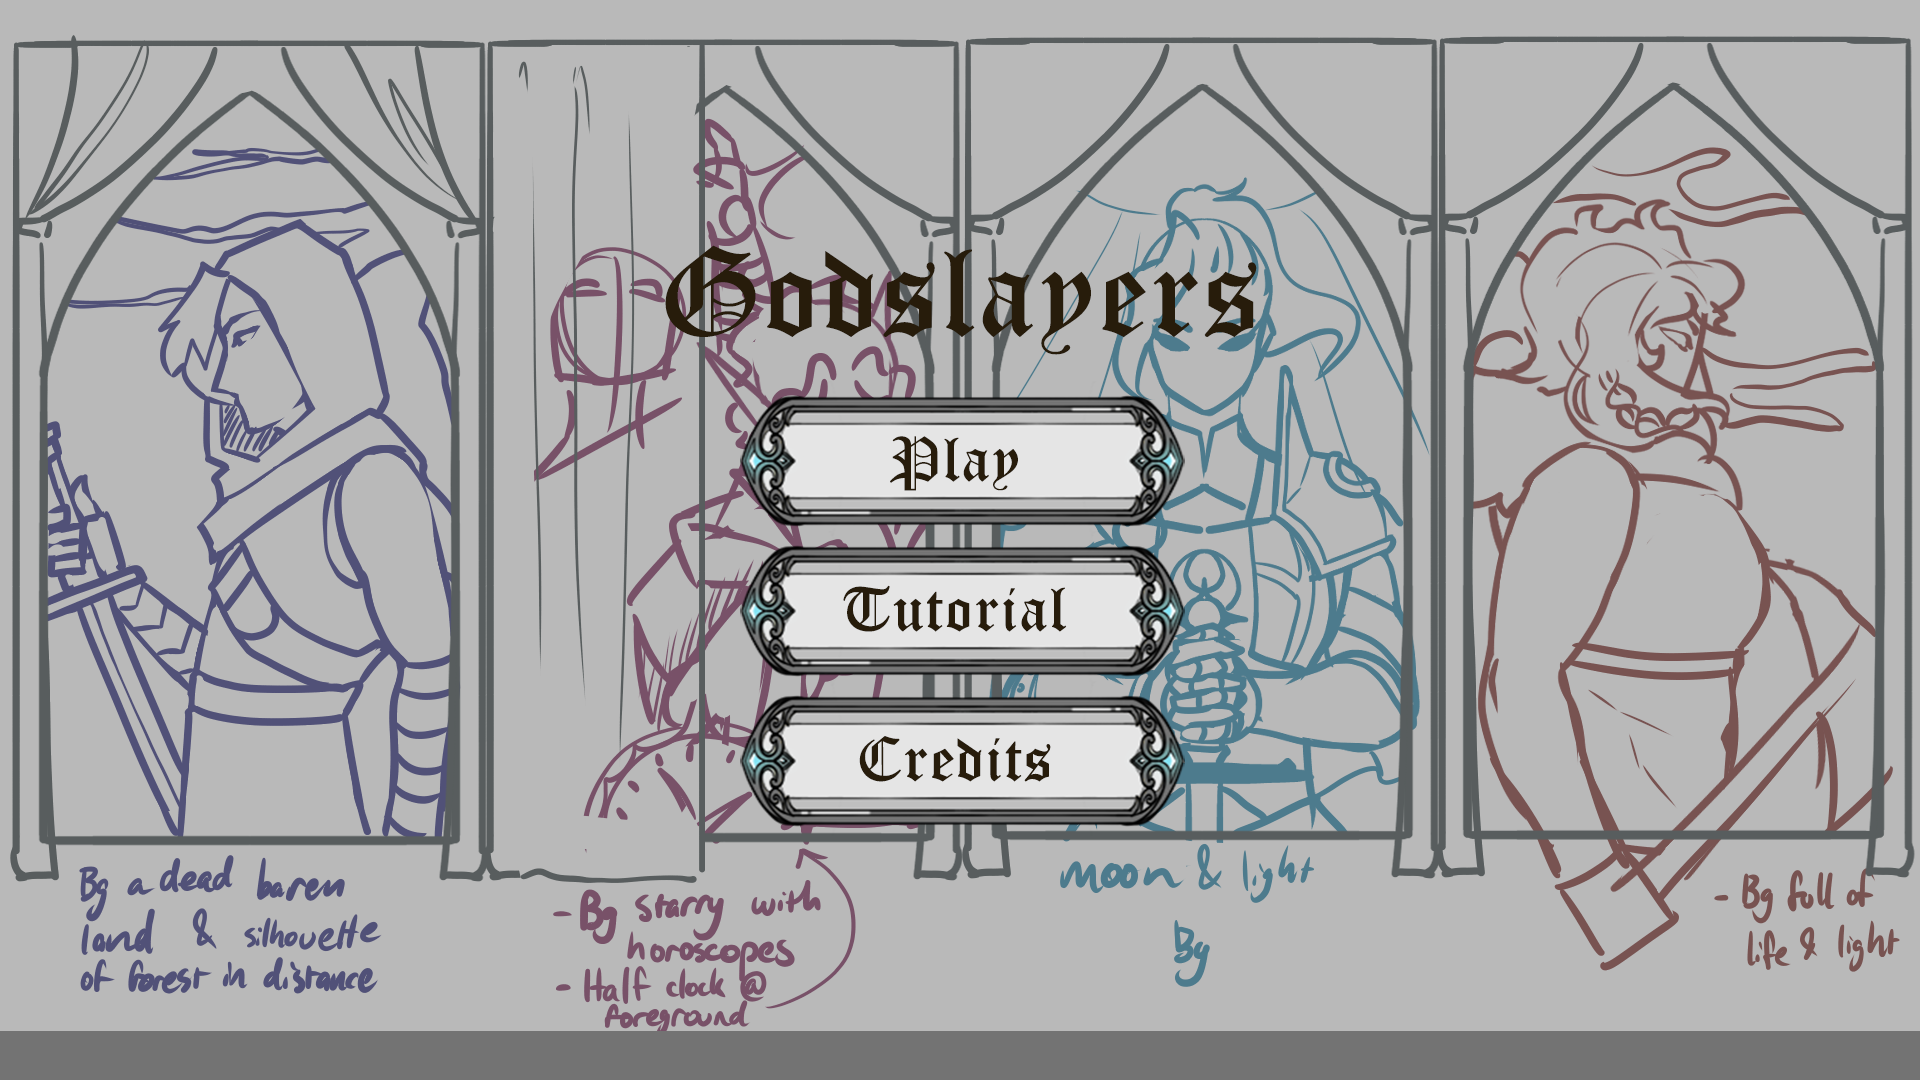 Godslayers
Play
Tutorial
Credits
Bg a dead baren
land & silhouette
of forest in distance
- Bg starry with
horoscopes
- Half clock @
foreground
moon & light
Bg
- Bg full of
life & light